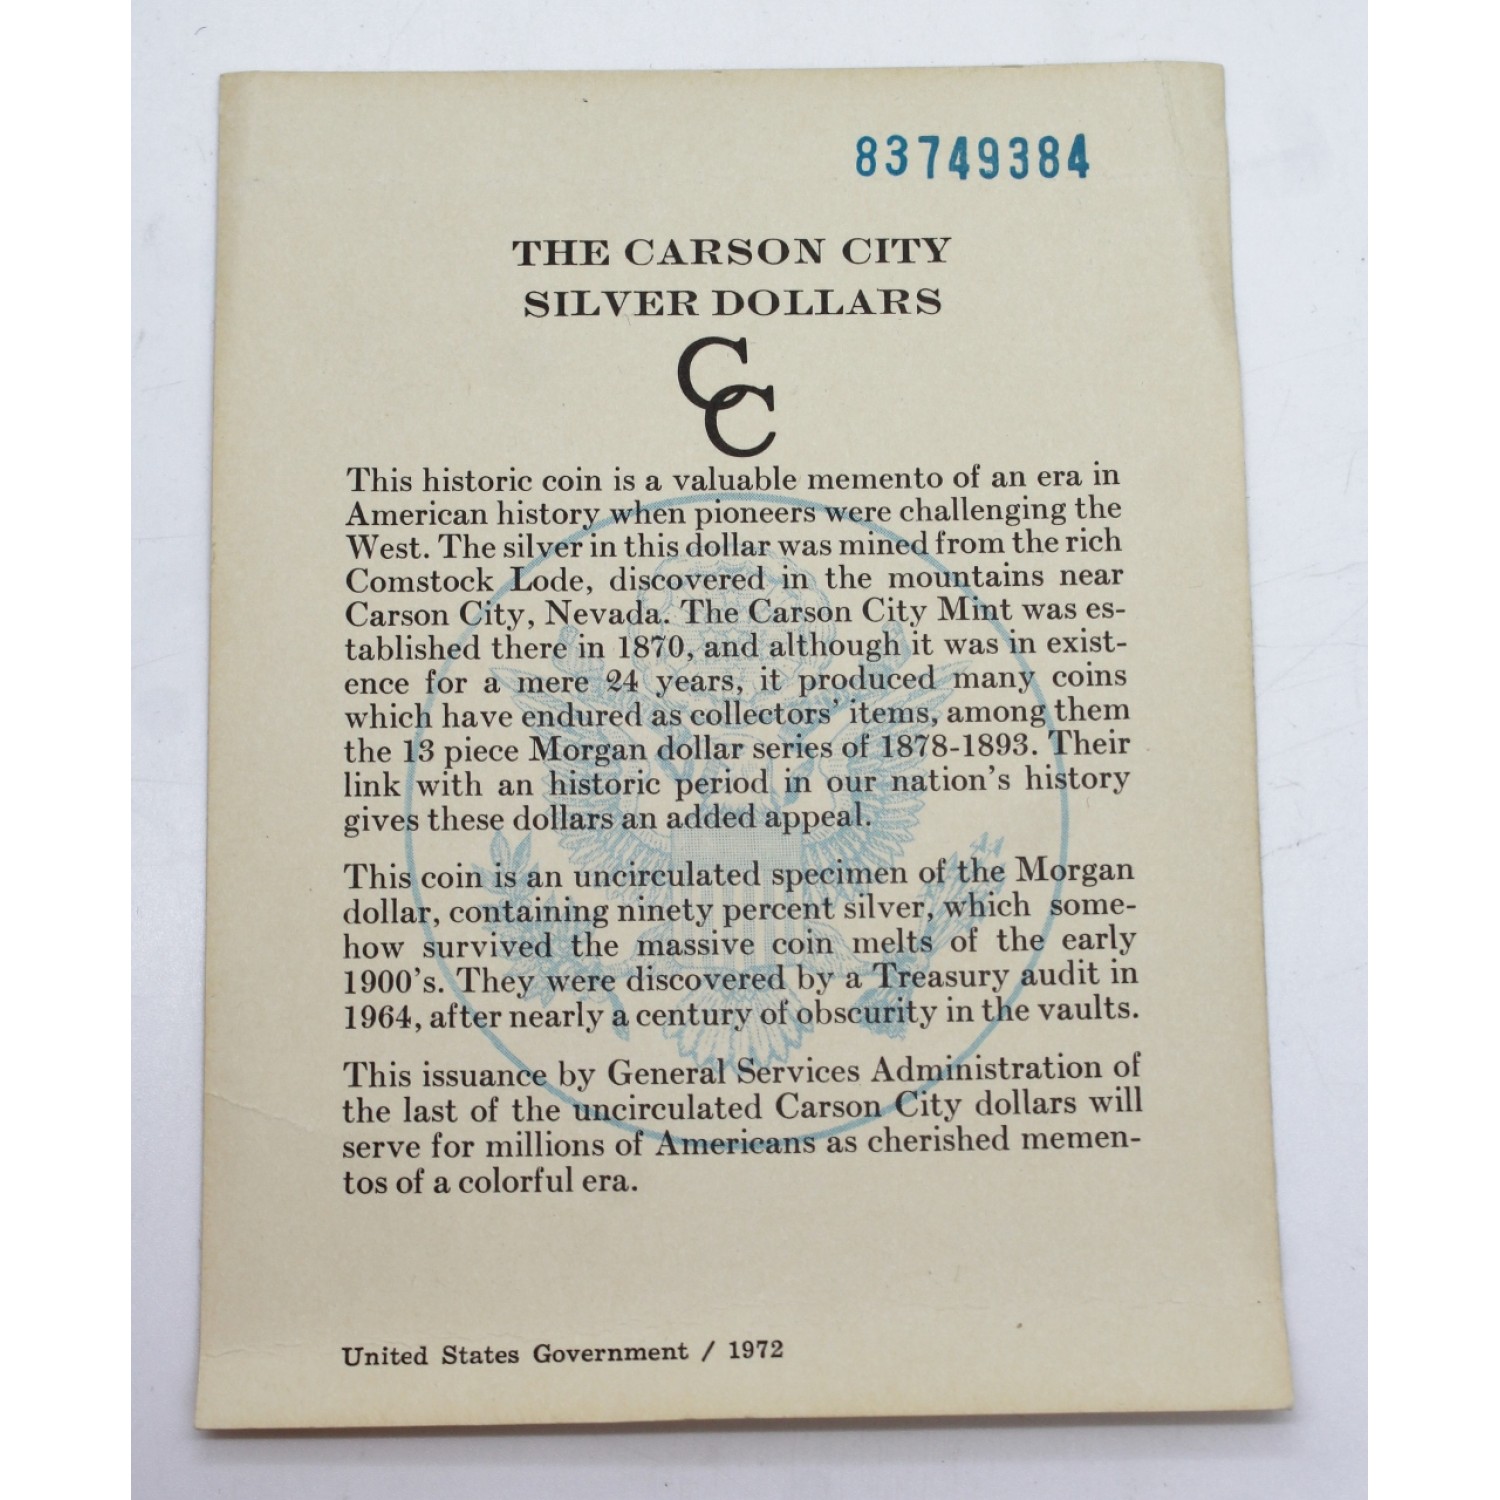 83749384
THE CARSON CITY
SILVER DOLLARS
CC
This historic coin is a valuable memento of an era in
American history when pioneers were challenging the
West. The silver in this dollar was mined from the rich
Comstock Lode, discovered in the mountains near
Carson City, Nevada. The Carson City Mint was es-
tablished there in 1870, and although it was in exist-
ence for a mere 24 years, it produced many coins
which have endured as collectors' items, among them
the 13 piece Morgan dollar series of 1878-1893. Their
link with an historic period in our nation's history
gives these dollars an added appeal.
This coin is an uncirculated specimen of the Morgan
dollar, containing ninety percent silver, which some-
how survived the massive coin melts of the early
1900's. They were discovered by a Treasury audit in
1964, after nearly a century of obscurity in the vaults.
This issuance by General Services Administration of
the last of the uncirculated Carson City dollars will
serve for millions of Americans as cherished memen-
tos of a colorful era.
United States Government / 1972